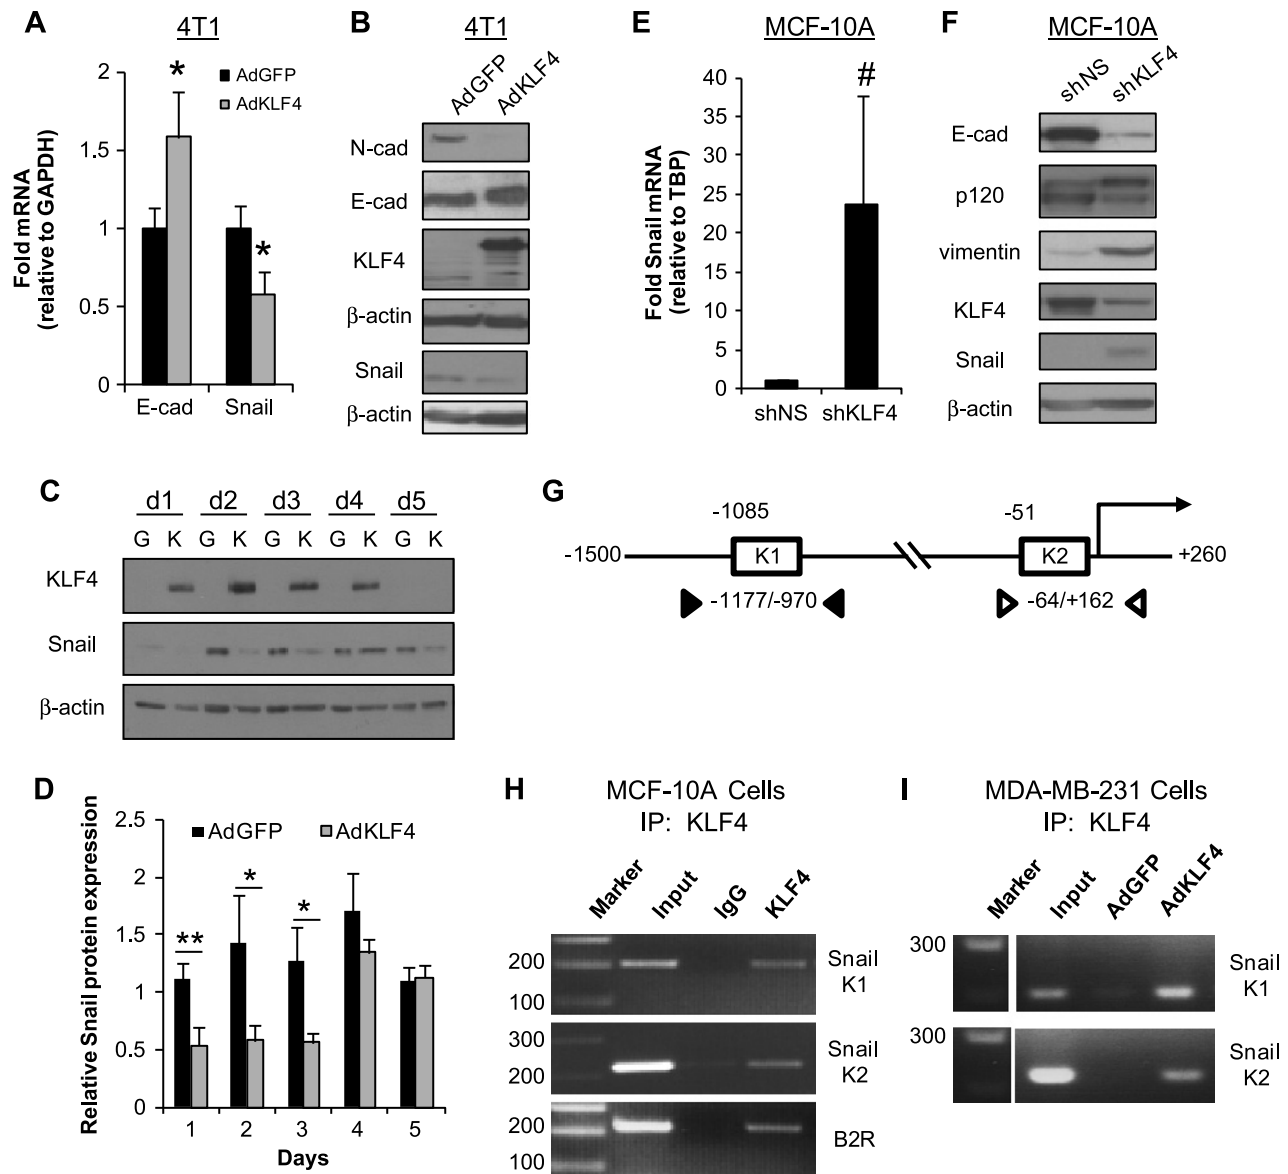 A
4T1
Fold mRNA
(relative to GAPDH)
2
1.5
1
0.5
0
*
*
AdGFP
AdKLF4
E-cad
Snail
B
4T1
AdGFP
AdKLF4
N-cad
E-cad
KLF4
β-actin
Snail
β-actin
E
MCF-10A
Fold Snail mRNA
(relative to TBP)
40
35
30
25
20
15
10
5
0
#
shNS
shKLF4
F
MCF-10A
shNS
shKLF4
E-cad
p120
vimentin
KLF4
Snail
β-actin
C
d1 d2 d3 d4 d5
G K G K G K G K G K
KLF4
Snail
β-actin
G
-1085
-51
-1500
K1
K2
+260
-1177/-970
-64/+162
D
Relative Snail protein expression
2.5
2
1.5
1
0.5
0
AdGFP
AdKLF4
**
*
*
1 2 3 4 5
Days
H
MCF-10A Cells
IP: KLF4
Marker
Input
IgG
KLF4
200
100
Snail
K1
300
200
Snail
K2
200
100
B2R
I
MDA-MB-231 Cells
IP: KLF4
Marker
Input
AdGFP
AdKLF4
300
Snail
K1
300
Snail
K2